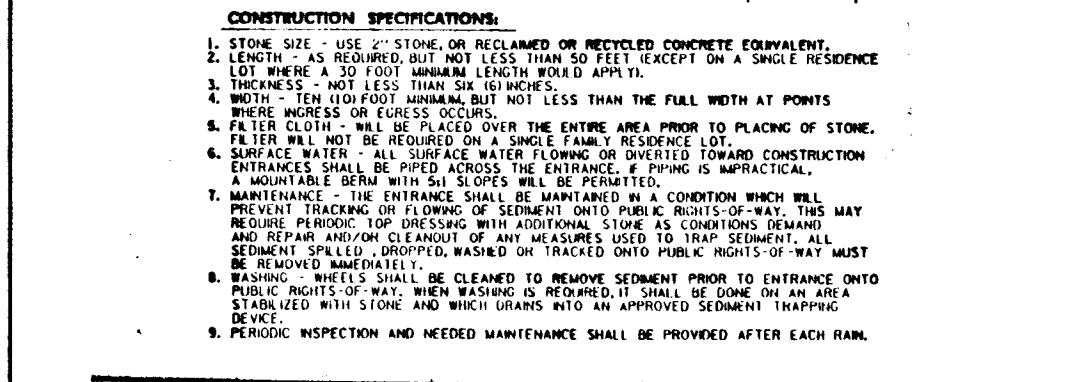 CONSTRUCTION SPECIFICATIONS:
1. STONE SIZE - USE 2" STONE, OR RECLAIMED OR RECYCLED CONCRETE EQUIVALENT.
2. LENGTH - AS REQUIRED, BUT NOT LESS THAN 50 FEET (EXCEPT ON A SINGLE RESIDENCE
LOT WHERE A 30 FOOT MINIMUM LENGTH WOULD APPLY).
3. THICKNESS - NOT LESS THAN SIX (6) INCHES.
4. WIDTH - TEN (10) FOOT MINIMUM, BUT NOT LESS THAN THE FULL WIDTH AT POINTS
WHERE INGRESS OR EGRESS OCCURS.
5. FILTER CLOTH - WILL BE PLACED OVER THE ENTIRE AREA PRIOR TO PLACING OF STONE.
FILTER WILL NOT BE REQUIRED ON A SINGLE FAMILY RESIDENCE LOT.
6. SURFACE WATER - ALL SURFACE WATER FLOWING OR DIVERTED TOWARD CONSTRUCTION
ENTRANCES SHALL BE PIPED ACROSS THE ENTRANCE. IF PIPING IS IMPRACTICAL,
A MOUNTABLE BERM WITH 5:1 SLOPES WILL BE PERMITTED.
7. MAINTENANCE - THE ENTRANCE SHALL BE MAINTAINED IN A CONDITION WHICH WILL
PREVENT TRACKING OR FLOWING OF SEDIMENT ONTO PUBLIC RIGHTS-OF-WAY. THIS MAY
REQUIRE PERIODIC TOP DRESSING WITH ADDITIONAL STONE AS CONDITIONS DEMAND
AND REPAIR AND/OR CLEANOUT OF ANY MEASURES USED TO TRAP SEDIMENT. ALL
SEDIMENT SPILLED , DROPPED, WASHED OR TRACKED ONTO PUBLIC RIGHTS-OF-WAY MUST
BE REMOVED IMMEDIATELY.
8. WASHING - WHEELS SHALL BE CLEANED TO REMOVE SEDIMENT PRIOR TO ENTRANCE ONTO
PUBLIC RIGHTS-OF-WAY. WHEN WASHING IS REQUIRED, IT SHALL BE DONE ON AN AREA
STABILIZED WITH STONE AND WHICH DRAINS INTO AN APPROVED SEDIMENT TRAPPING
DEVICE.
9. PERIODIC INSPECTION AND NEEDED MAINTENANCE SHALL BE PROVIDED AFTER EACH RAIN.